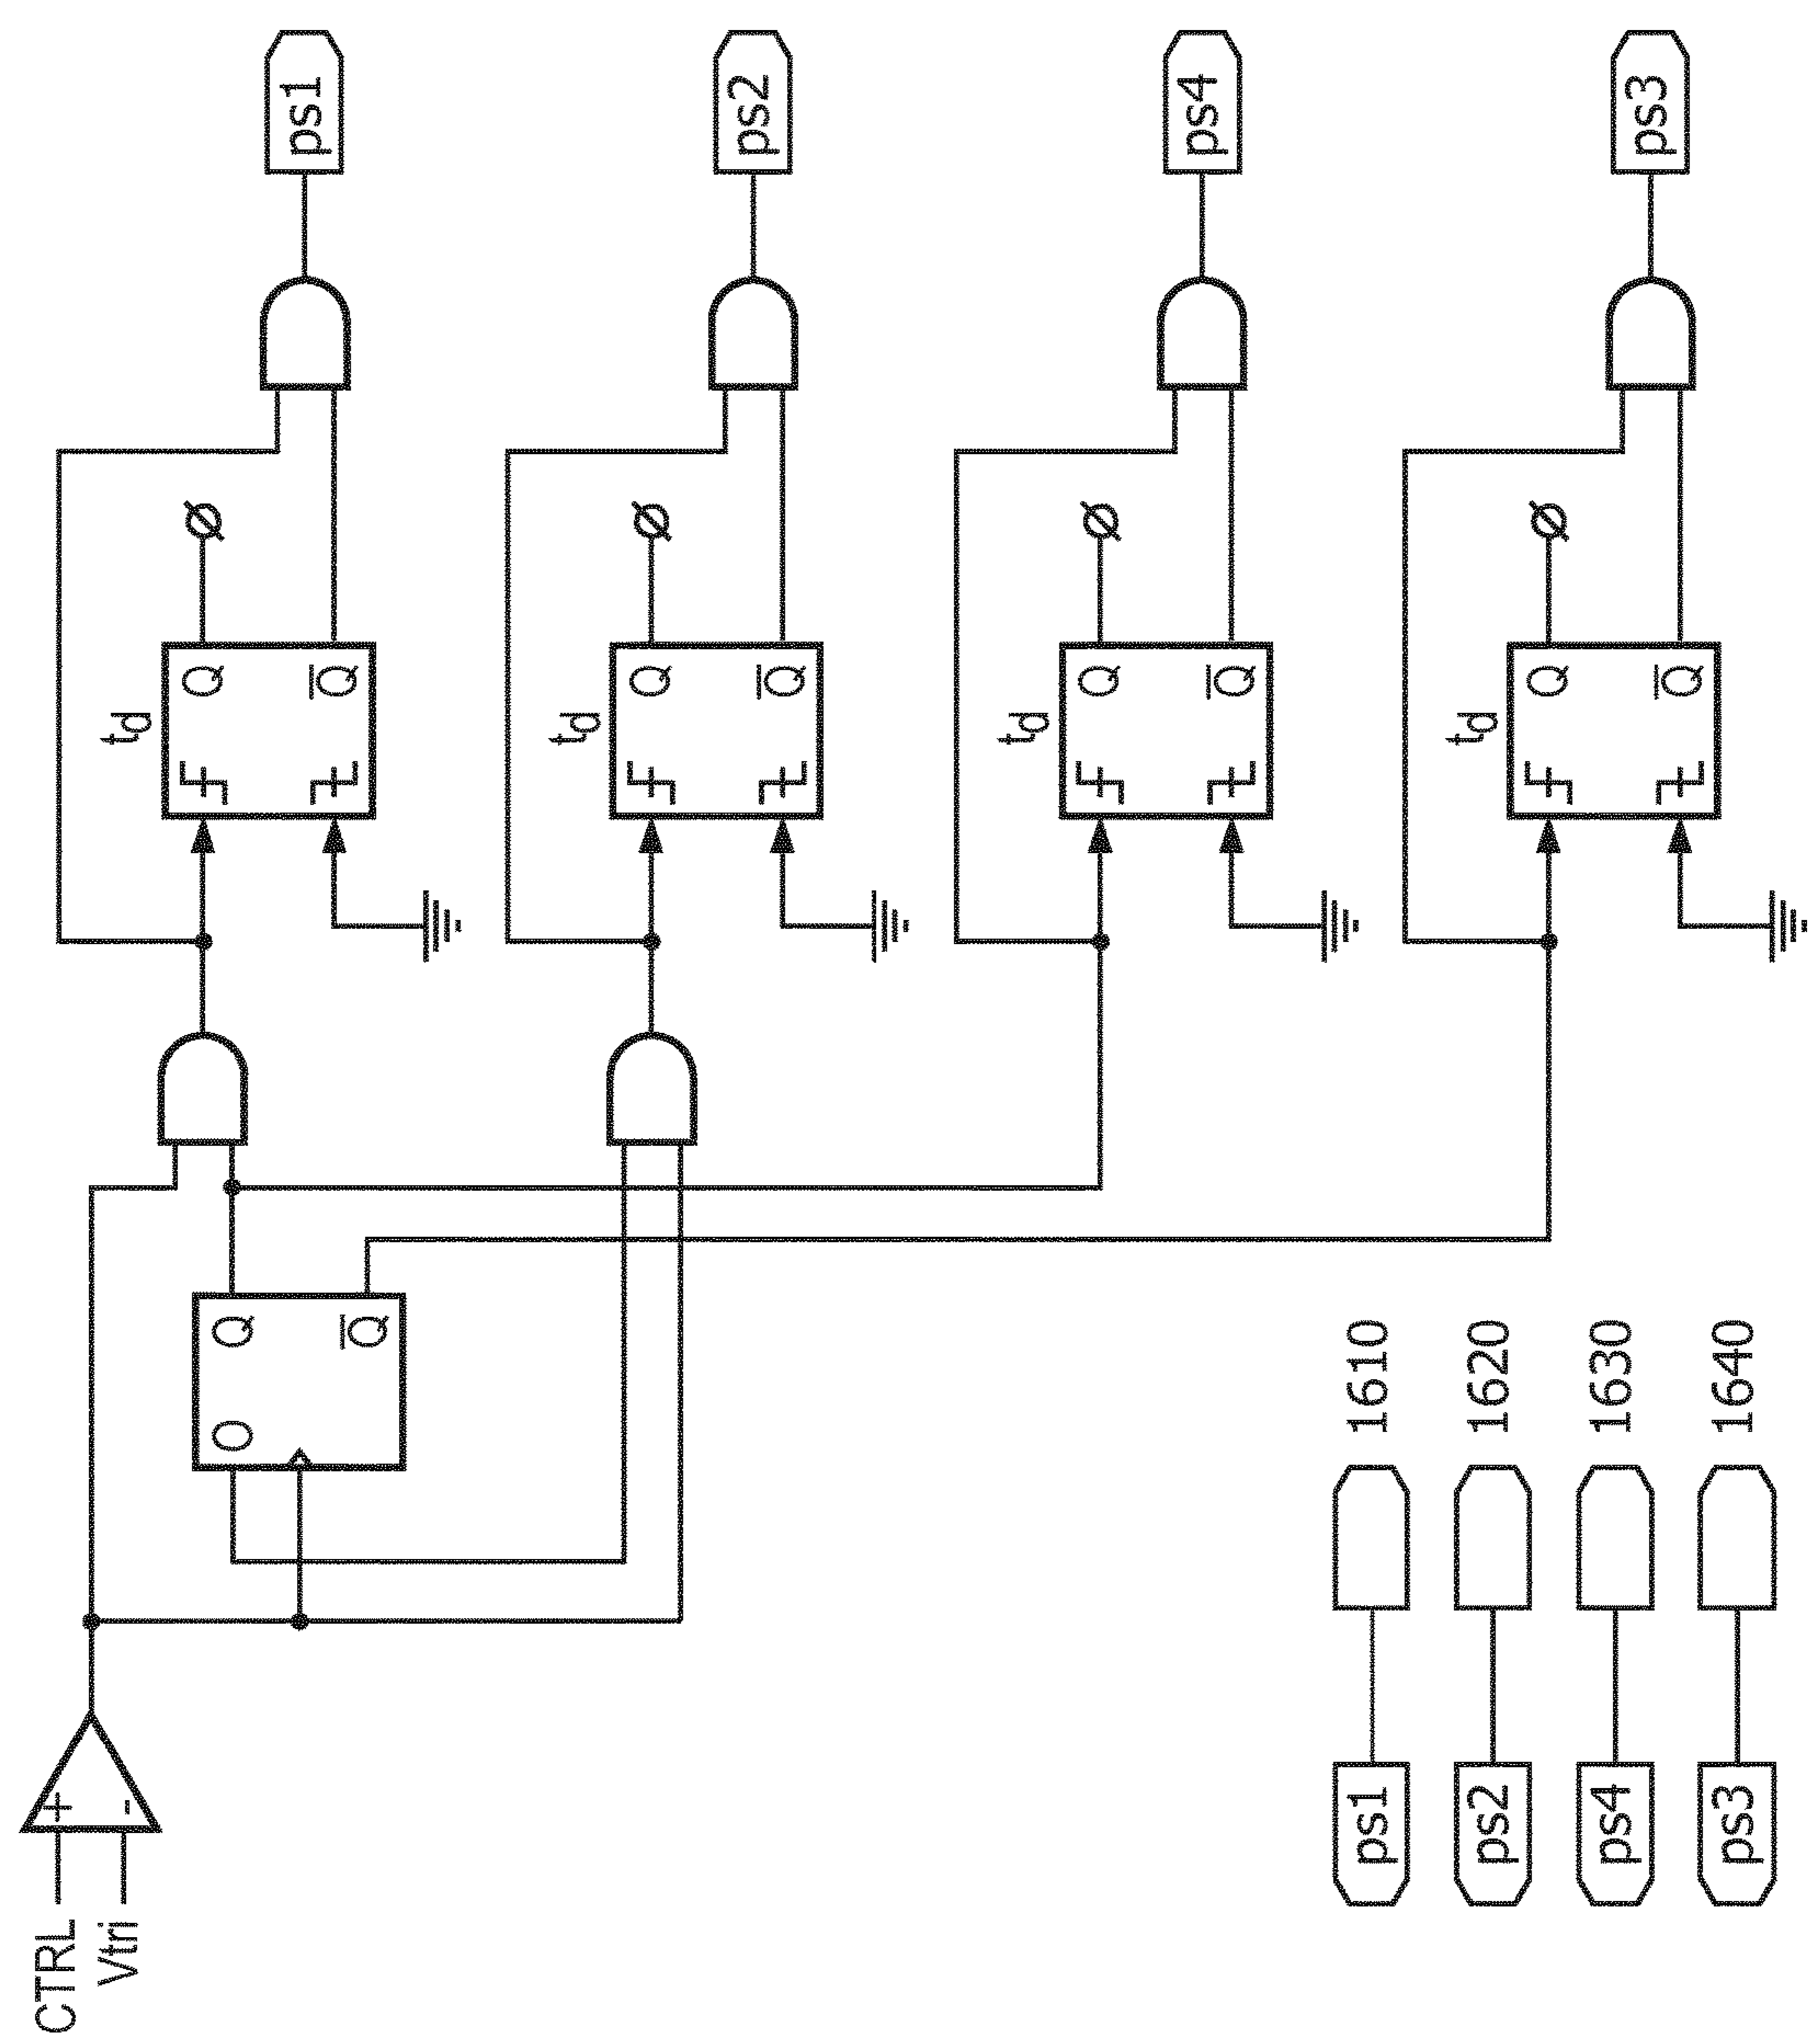 CTRL +
Vtri -
O Q
Q̅
td
Q
Q̅
ps1
td
Q
Q̅
ps2
td
Q
Q̅
ps4
td
Q
Q̅
ps3
ps1 1610
ps2 1620
ps4 1630
ps3 1640